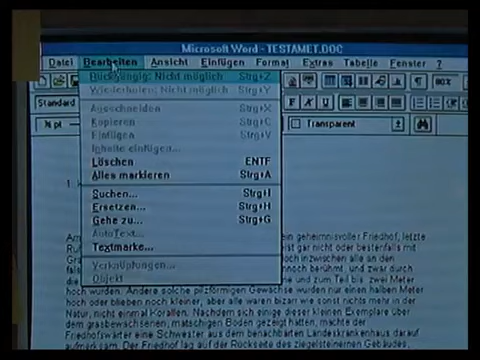 Microsoft Word - TESTAMET.DOC
Datei Bearbeiten Ansicht Einfügen Format Extras Tabelle Fenster ?
Rückgängig: Nicht möglich Strg+Z
Wiederholen: Nicht möglich Strg+Y
Standard
Ausschneiden Strg+X
Kopieren Strg+C
¾ pt Einfügen Strg+V Transparent
Inhalte einfügen...
Löschen ENTF
Alles markieren Strg+A
Suchen... Strg+I
Ersetzen... Strg+H
Gehe zu... Strg+G
AutoText...
Textmarke...
Verknüpfungen...
Objekt
ein geheimnisvoller Friedhof, letzte
ist gar nicht oder bestenfalls mit
noch inzwischen alle an den
noch berühmt, und zwar durch
und zum Teil bis zwei Meter
hoch wurden. Andere solche pilzförmigen Gewächse wurden nur einen halben Meter
hoch oder blieben noch kleiner, aber alle waren bizarr wie sonst nichts mehr in der
Natur, nicht einmal Korallen. Nachdem sich einige dieser kleinen Exemplare über
dem grasbewachsenen, matschigen Boden gezeigt hatten, machte der
Friedhofswärter eine Schwester aus dem benachbarten Landeskrankenhaus darauf
aufmerksam. Der Friedhof lag auf der Rückseite des ziegelsteinernen Gebäudes,